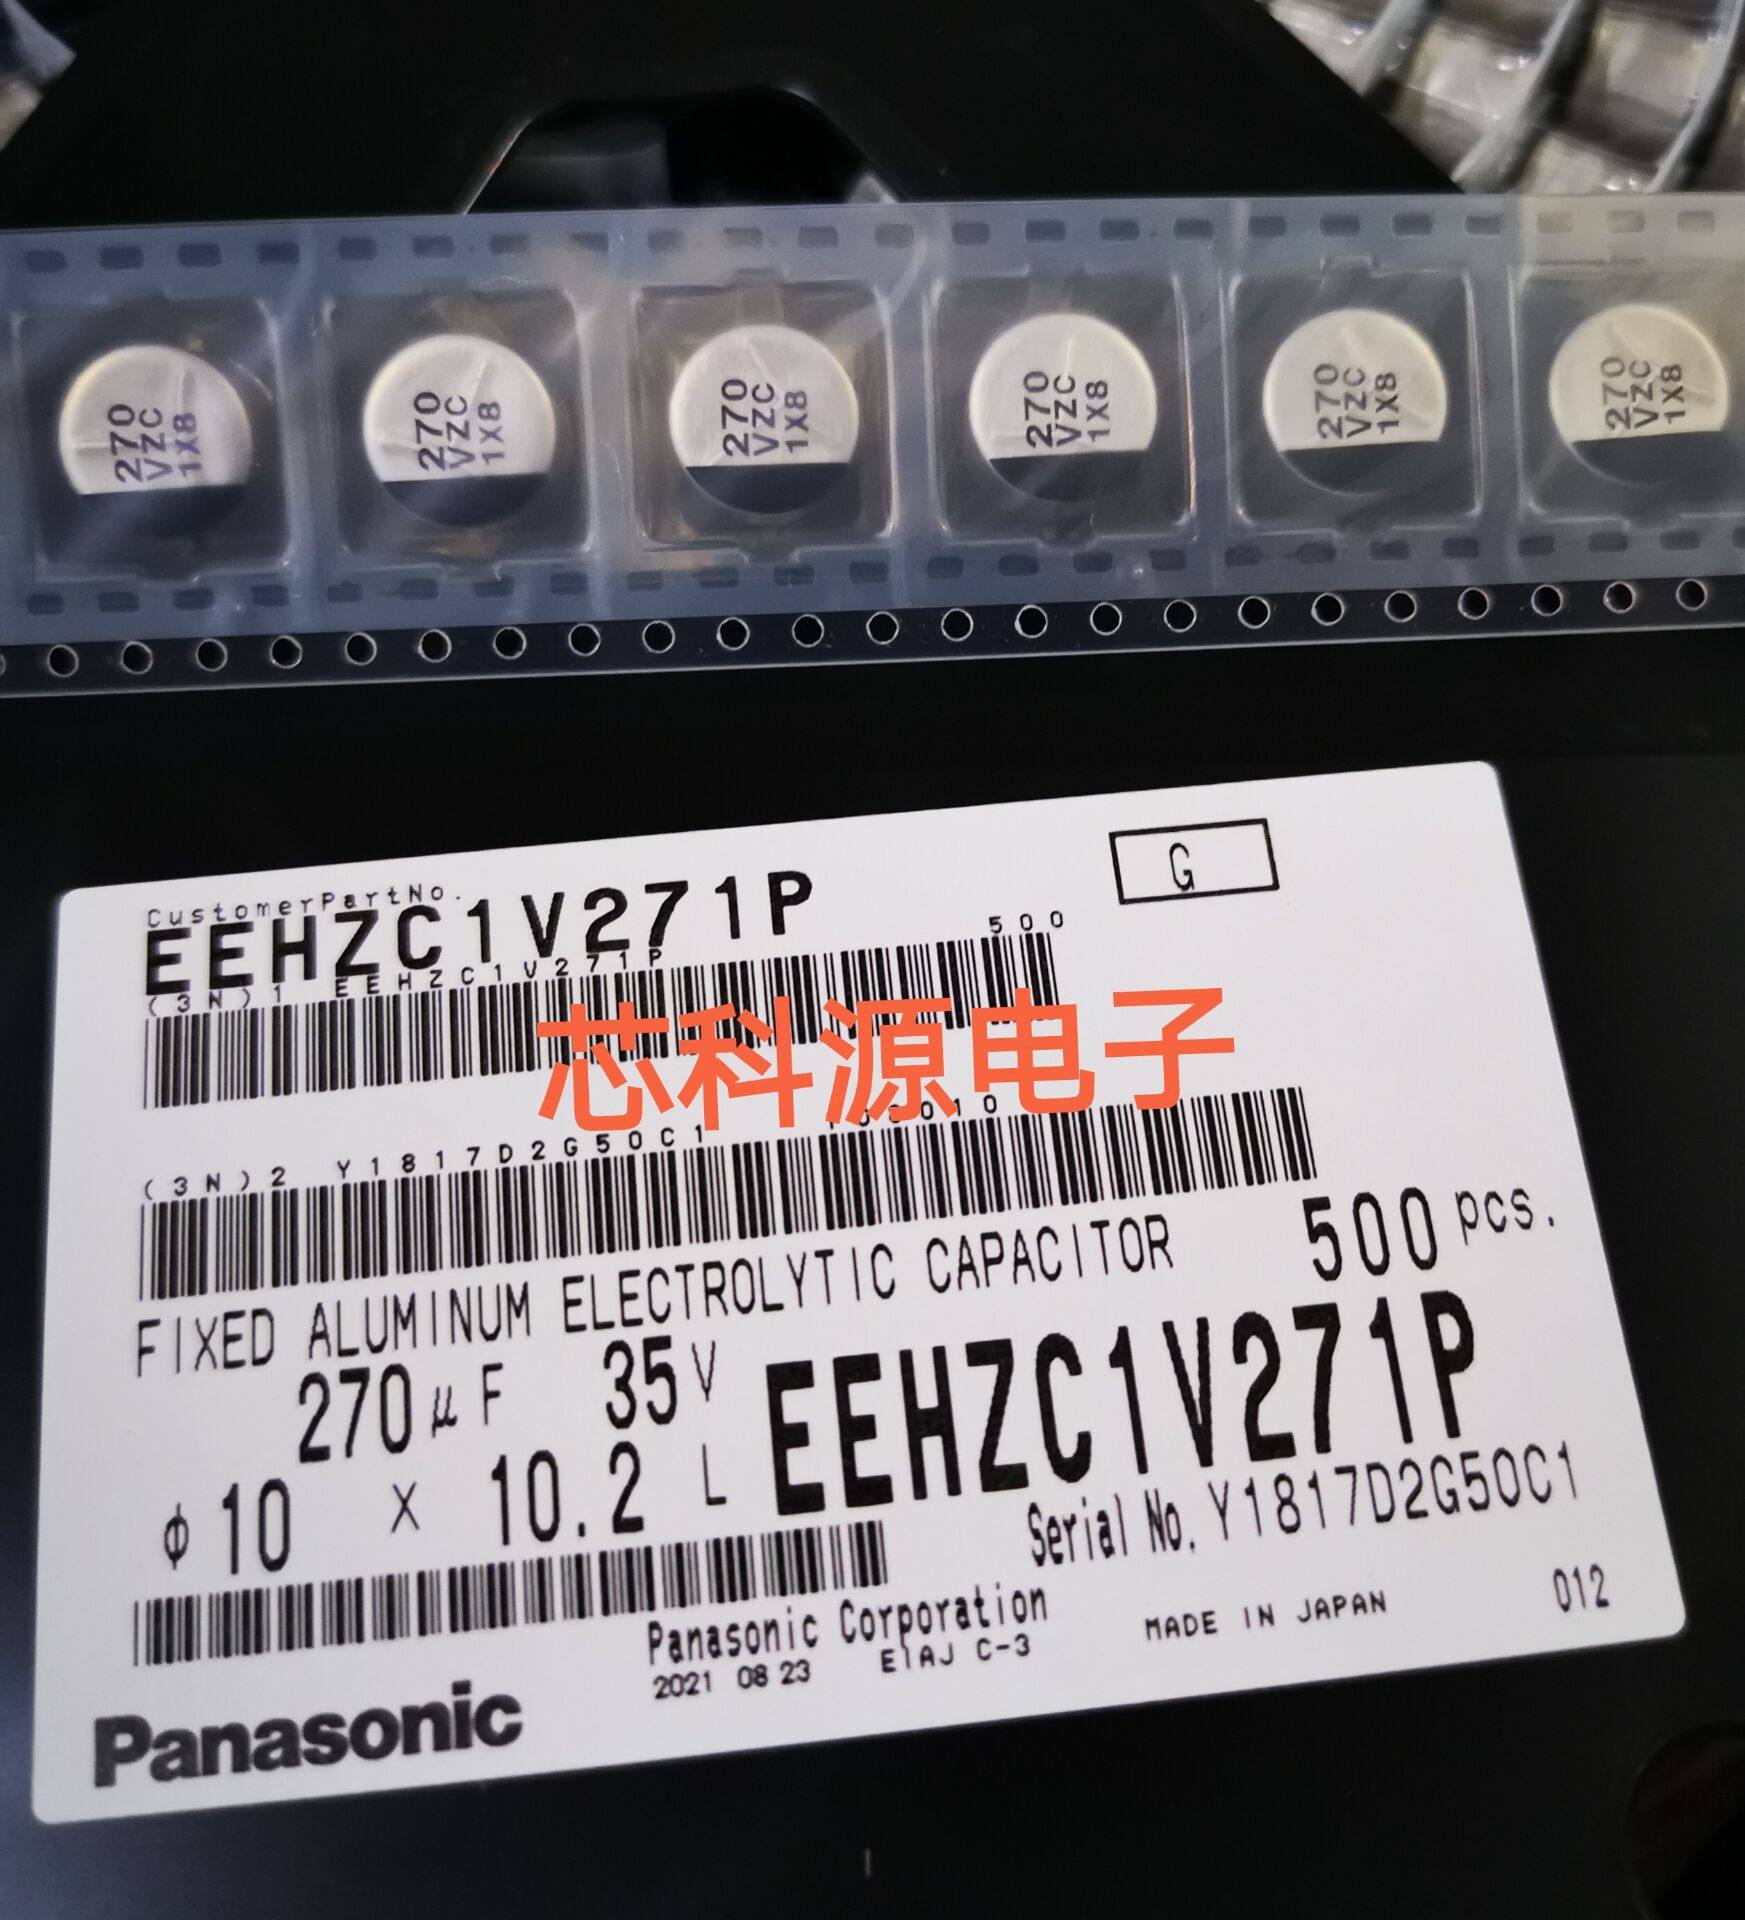 270
VZC
1X8
270
VZC
1X8
270
VZC
1X8
270
VZC
1X8
270
VZC
1X8
270
VZC
1X8
G
CustomerPartNo.
EEHZC1V271P
(3N)1 EEHZC1V271P 500
芯科源电子
(3N)2 Y1817D2G50C1
FIXED ALUMINUM ELECTROLYTIC CAPACITOR 500 pcs.
270 μF 35V EEHZC1V271P
φ10 X 10.2 L
Serial No. Y1817D2G50C1
Panasonic Corporation
MADE IN JAPAN 012
2021 08 23 EIAJ C-3
Panasonic